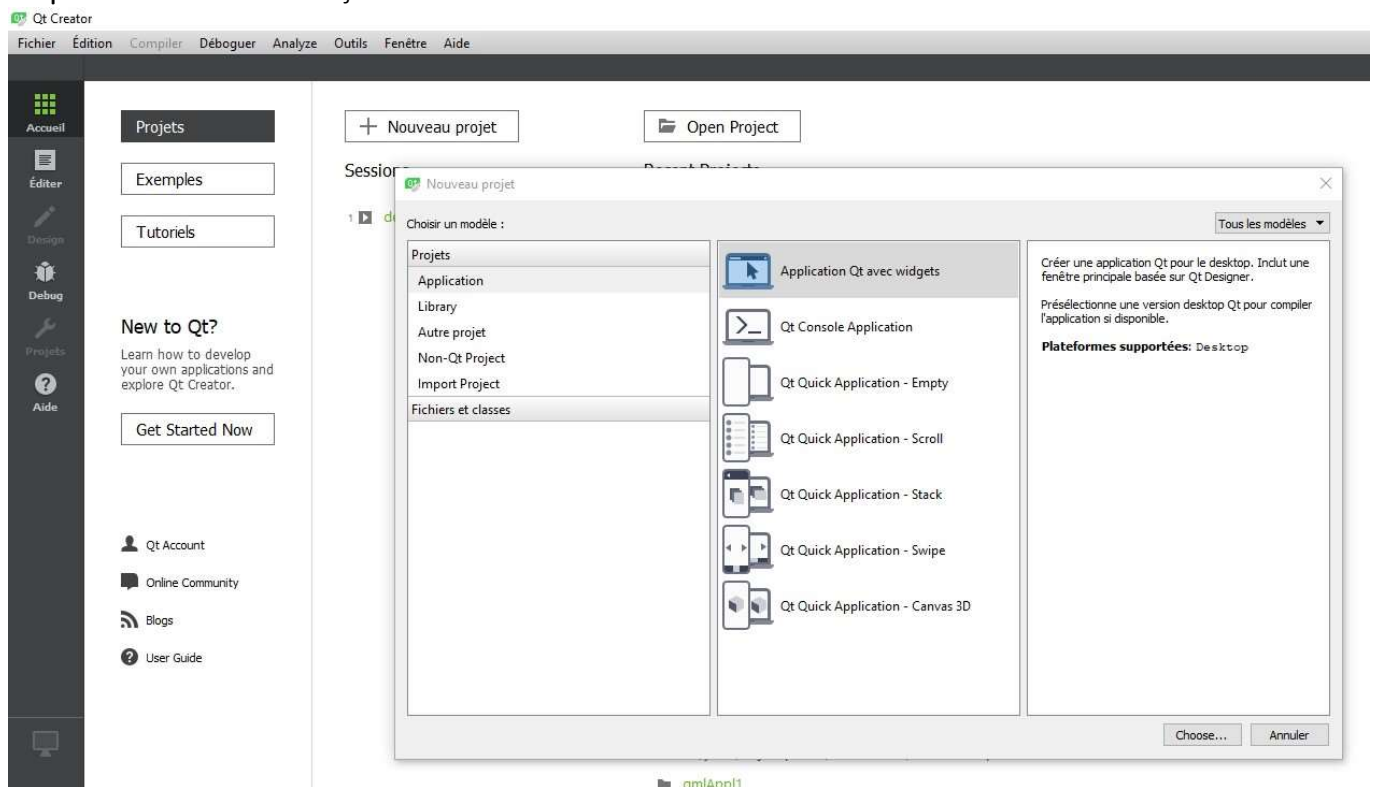 Qt Creator
Fichier Édition Compiler Déboguer Analyze Outils Fenêtre Aide
Accueil
Éditer
Design
Debug
Projets
Aide
Projets
Exemples
Tutoriels
New to Qt?
Learn how to develop
your own applications and
explore Qt Creator.
Get Started Now
Qt Account
Online Community
Blogs
User Guide
Nouveau projet
Open Project
1
Nouveau projet
Choisir un modèle :
Tous les modèles
Projets
Application
Library
Autre projet
Non-Qt Project
Import Project
Fichiers et classes
Application Qt avec widgets
Qt Console Application
Qt Quick Application - Empty
Qt Quick Application - Scroll
Qt Quick Application - Stack
Qt Quick Application - Swipe
Qt Quick Application - Canvas 3D
Créer une application Qt pour le desktop. Inclut une
fenêtre principale basée sur Qt Designer.
Présélectionne une version desktop Qt pour compiler
l'application si disponible.
Plateformes supportées: Desktop
Choose...
Annuler